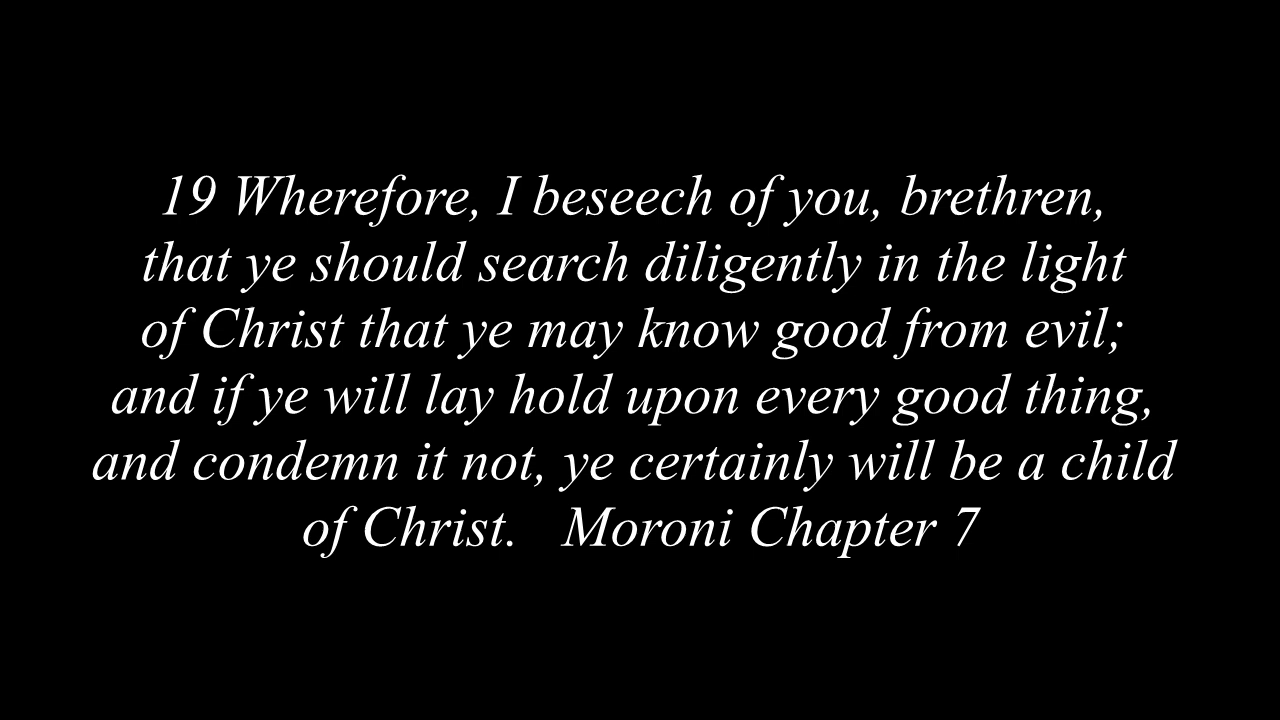 19 Wherefore, I beseech of you, brethren,
that ye should search diligently in the light
of Christ that ye may know good from evil;
and if ye will lay hold upon every good thing,
and condemn it not, ye certainly will be a child
of Christ.   Moroni Chapter 7